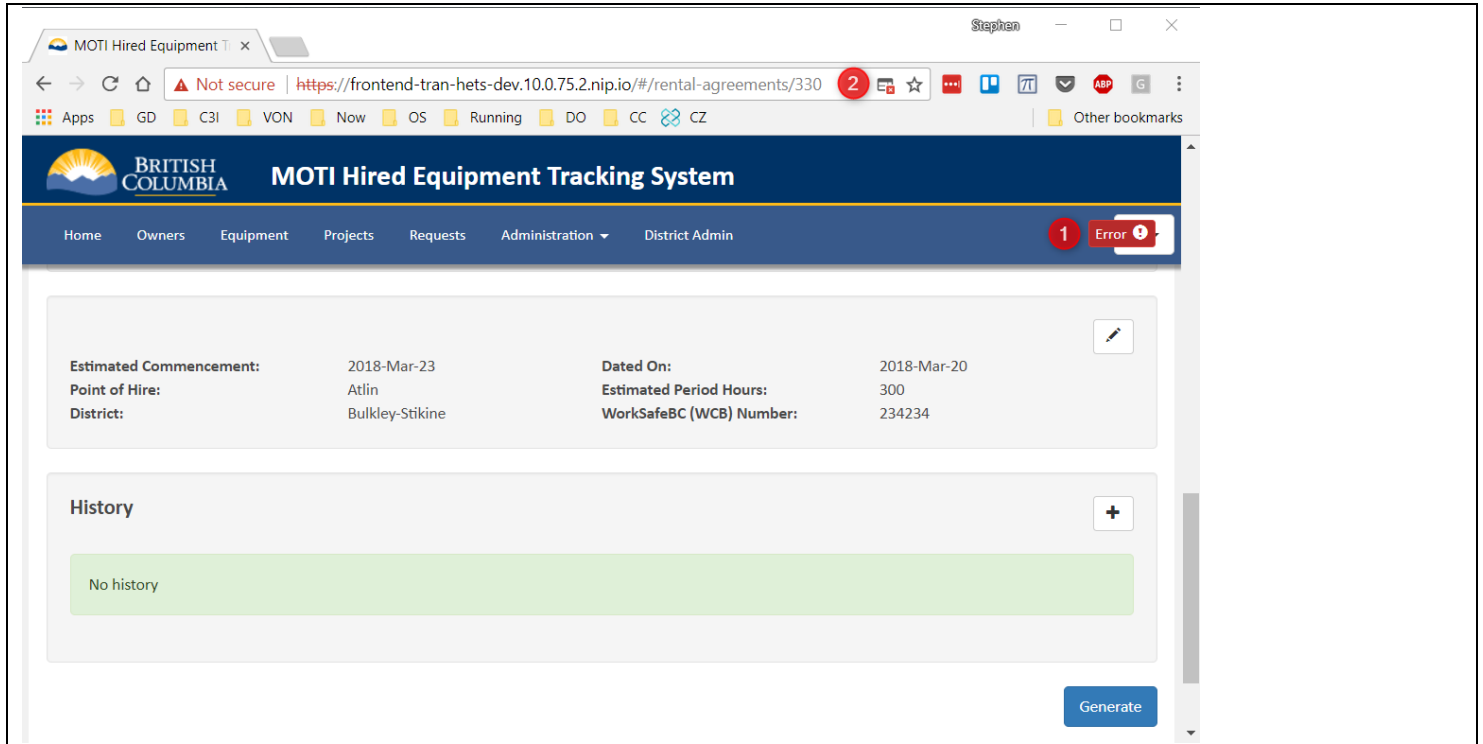 Stephen
MOTI Hired Equipment T
Not secure https://frontend-tran-hets-dev.10.0.75.2.nip.io/#/rental-agreements/330 2 π ABP G
Apps GD C3I VON Now OS Running DO CC CZ Other bookmarks
BRITISH
COLUMBIA
MOTI Hired Equipment Tracking System
Home Owners Equipment Projects Requests Administration District Admin 1 Error
Estimated Commencement: 2018-Mar-23 Dated On: 2018-Mar-20
Point of Hire: Atlin Estimated Period Hours: 300
District: Bulkley-Stikine WorkSafeBC (WCB) Number: 234234
History
No history
Generate